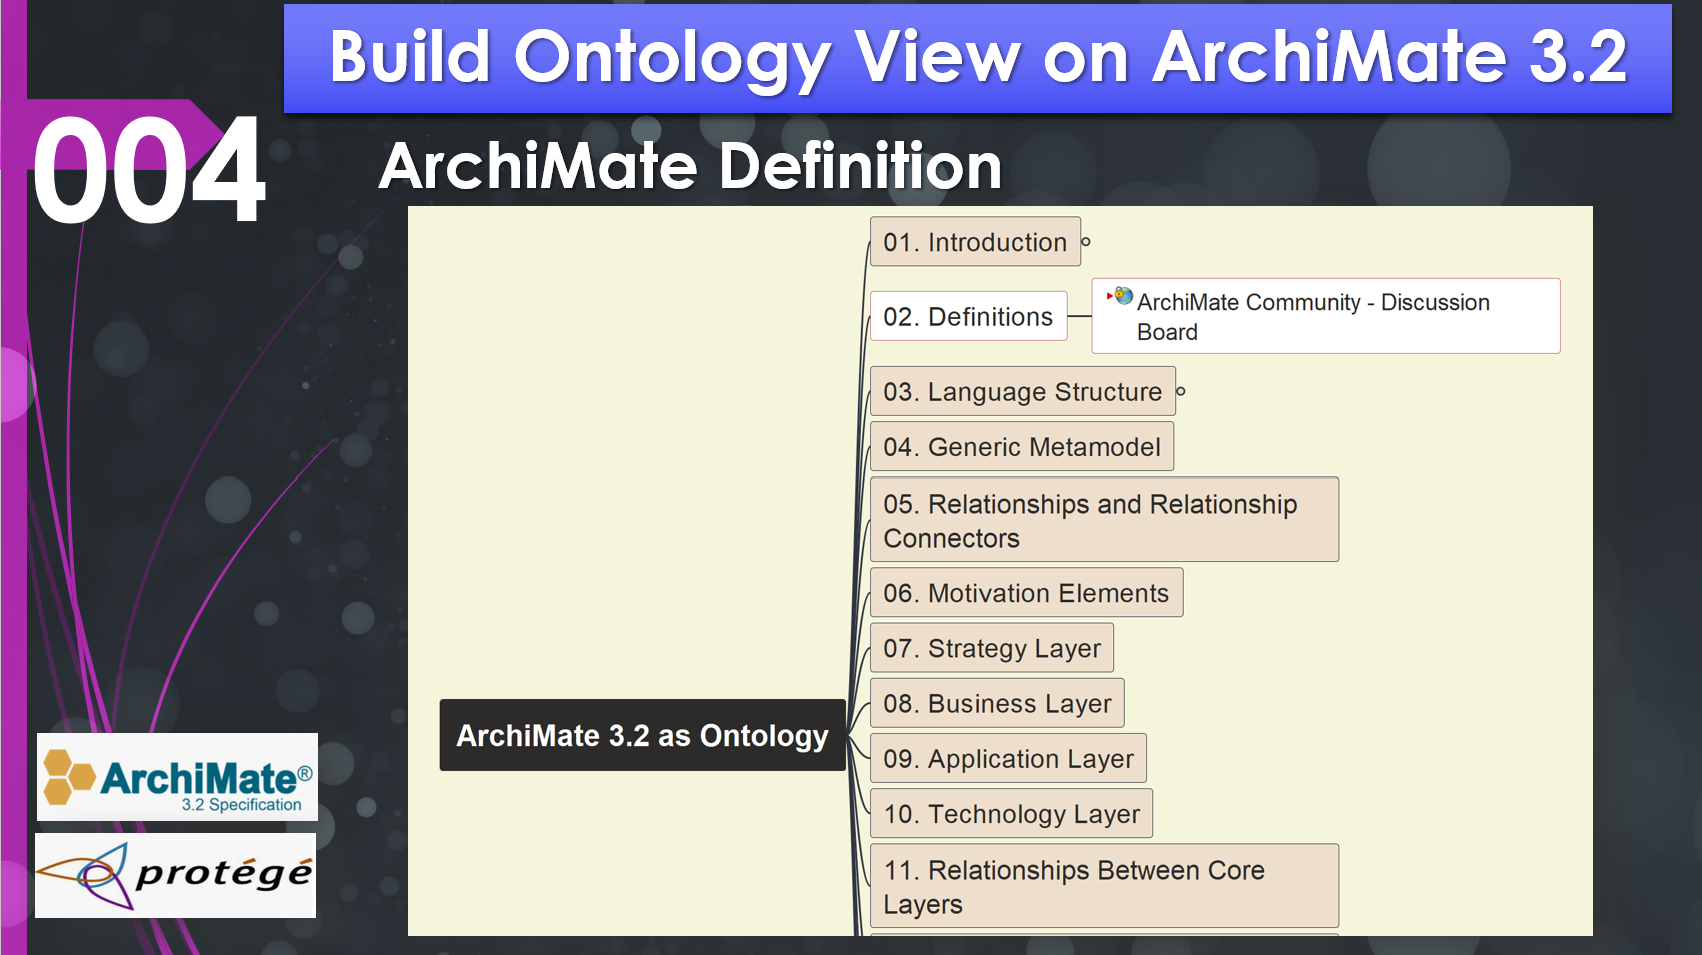 Build Ontology View on ArchiMate 3.2
004
ArchiMate Definition
01. Introduction
02. Definitions
ArchiMate Community - Discussion
Board
03. Language Structure
04. Generic Metamodel
05. Relationships and Relationship
Connectors
06. Motivation Elements
07. Strategy Layer
08. Business Layer
ArchiMate 3.2 as Ontology
09. Application Layer
10. Technology Layer
11. Relationships Between Core
Layers
ArchiMate®
3.2 Specification
protégé